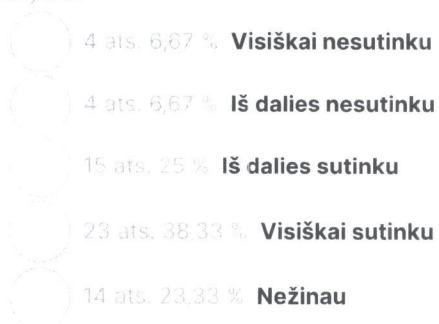 4 ats. 6,67 % Visiškai nesutinku
4 ats. 6,67 % Iš dalies nesutinku
15 ats. 25 % Iš dalies sutinku
23 ats. 38,33 % Visiškai sutinku
14 ats. 23,33 % Nežinau